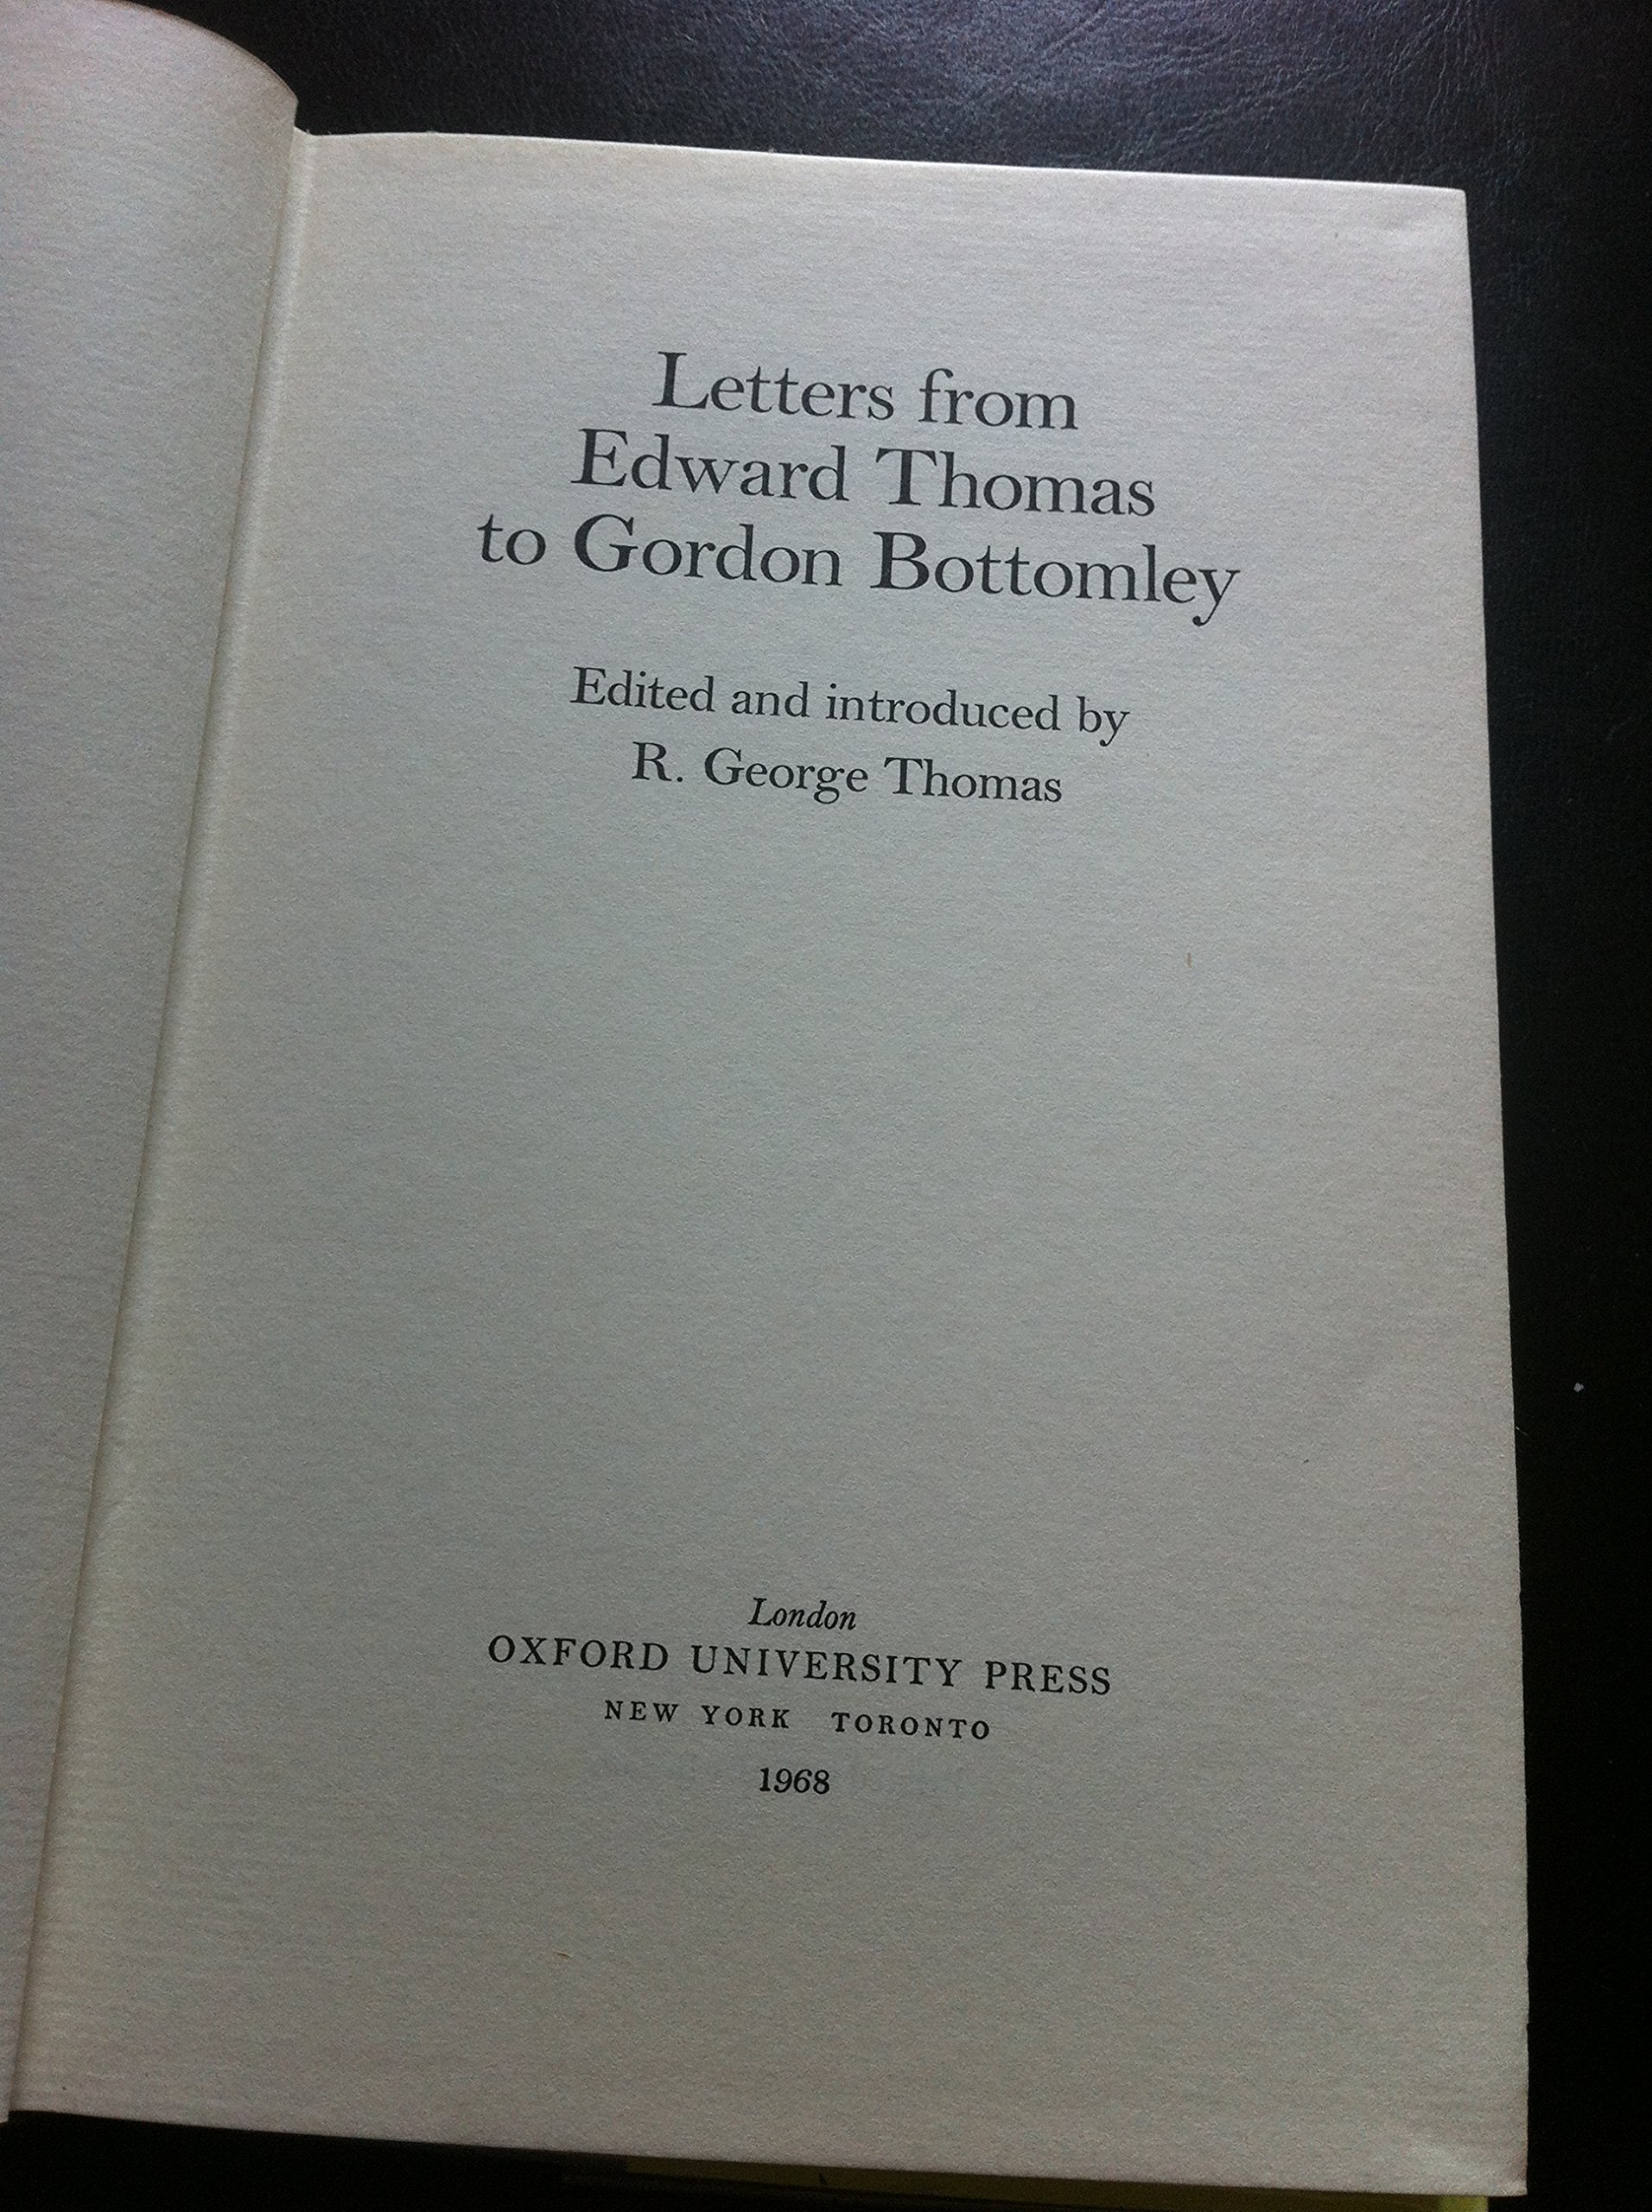 Letters from
Edward Thomas
to Gordon Bottomley
Edited and introduced by
R. George Thomas
London
OXFORD UNIVERSITY PRESS
NEW YORK TORONTO
1968